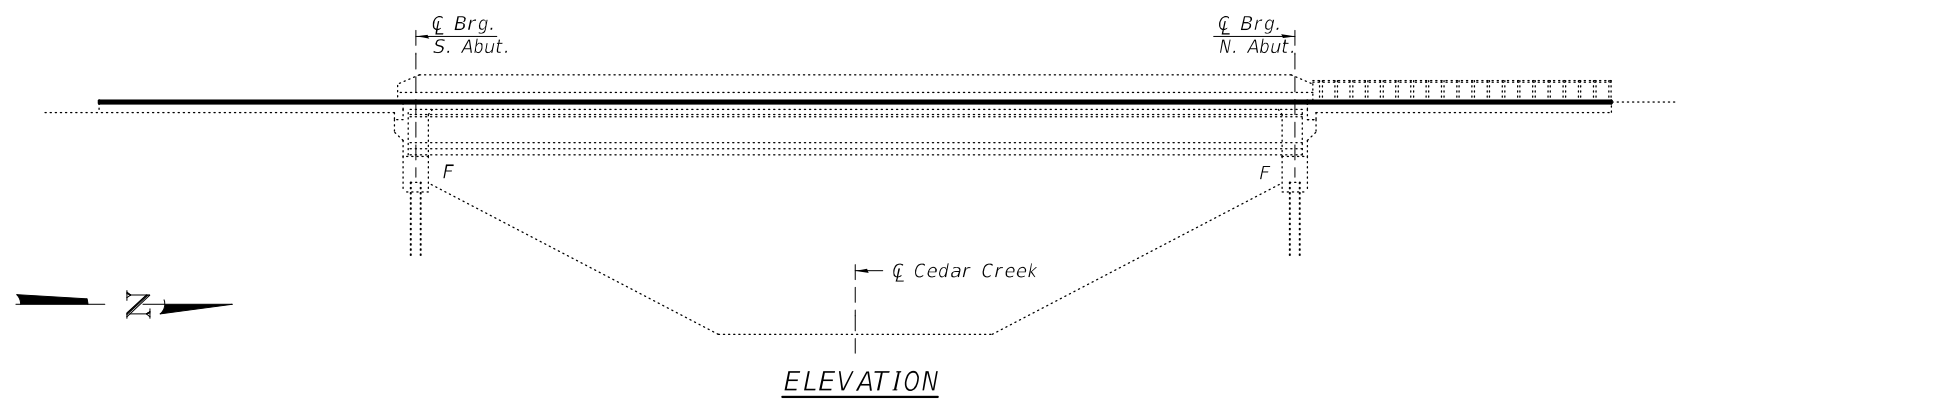 ℄ Brg.
S. Abut.
℄ Brg.
N. Abut.
F
F
℄ Cedar Creek
N
ELEVATION